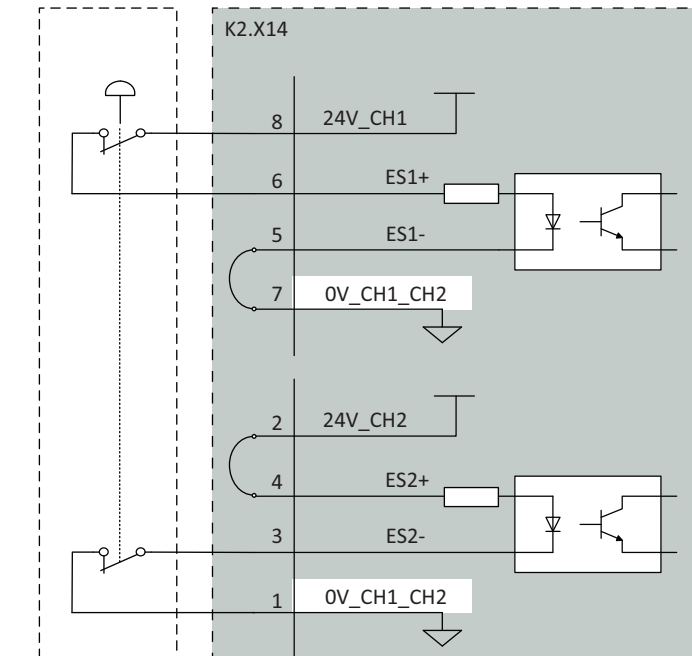 K2.X14
8 24V_CH1
6 ES1+
5 ES1-
7 0V_CH1_CH2
2 24V_CH2
4 ES2+
3 ES2-
1 0V_CH1_CH2